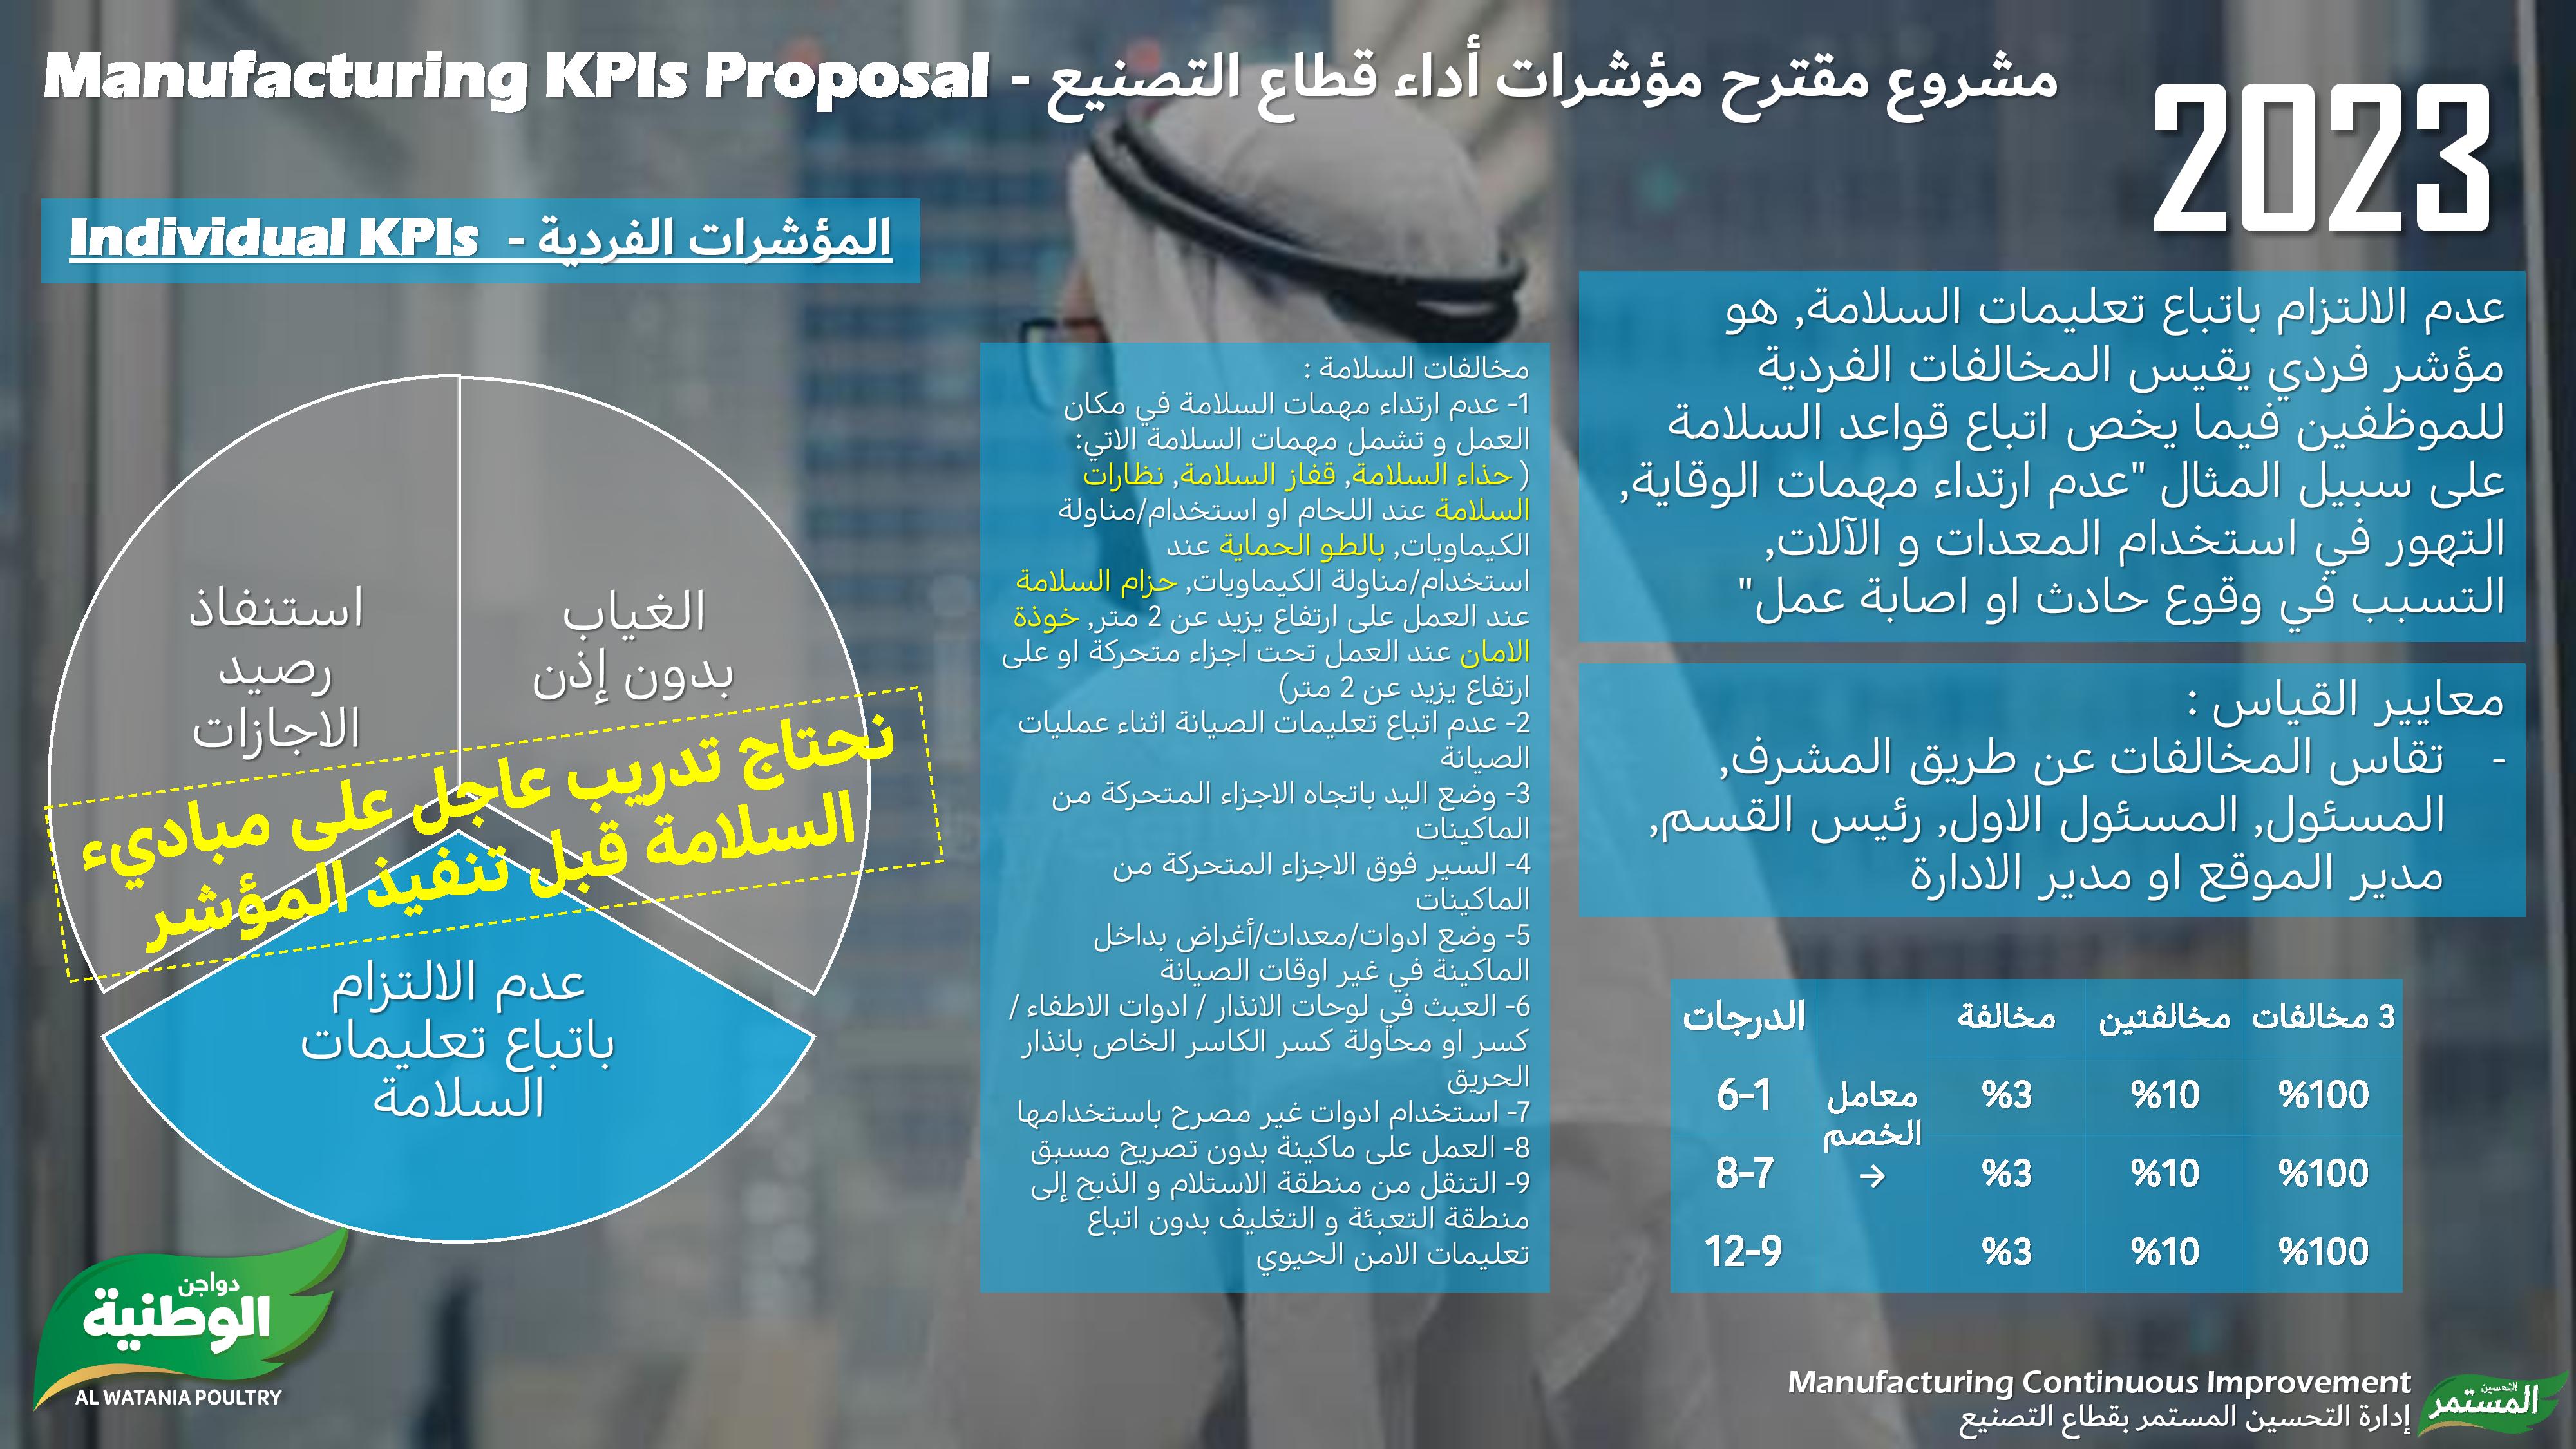 Manufacturing KPIs Proposal - مشروع مقترح مؤشرات أداء قطاع التصنيع
2023
Individual KPIs - المؤشرات الفردية
عدم الالتزام باتباع تعليمات السلامة, هو
مؤشر فردي يقيس المخالفات الفردية
للموظفين فيما يخص اتباع قواعد السلامة
على سبيل المثال "عدم ارتداء مهمات الوقاية,
التهور في استخدام المعدات و الآلات,
التسبب في وقوع حادث او اصابة عمل"
معايير القياس :
- تقاس المخالفات عن طريق المشرف,
المسئول, المسئول الاول, رئيس القسم,
مدير الموقع او مدير الادارة
الدرجات مخالفة مخالفتين 3 مخالفات
6-1 معامل الخصم → %3 %10 %100
8-7 %3 %10 %100
12-9 %3 %10 %100
مخالفات السلامة :
1- عدم ارتداء مهمات السلامة في مكان
العمل و تشمل مهمات السلامة الاتي:
( حذاء السلامة, قفاز السلامة, نظارات
السلامة عند اللحام او استخدام/مناولة
الكيماويات, بالطو الحماية عند
استخدام/مناولة الكيماويات, حزام السلامة
عند العمل على ارتفاع يزيد عن 2 متر, خوذة
الامان عند العمل تحت اجزاء متحركة او على
ارتفاع يزيد عن 2 متر)
2- عدم اتباع تعليمات الصيانة اثناء عمليات
الصيانة
3- وضع اليد باتجاه الاجزاء المتحركة من
الماكينات
4- السير فوق الاجزاء المتحركة من
الماكينات
5- وضع ادوات/معدات/أغراض بداخل
الماكينة في غير اوقات الصيانة
6- العبث في لوحات الانذار / ادوات الاطفاء /
كسر او محاولة كسر الكاسر الخاص بانذار
الحريق
7- استخدام ادوات غير مصرح باستخدامها
8- العمل على ماكينة بدون تصريح مسبق
9- التنقل من منطقة الاستلام و الذبح إلى
منطقة التعبئة و التغليف بدون اتباع
تعليمات الامن الحيوي
الغياب
بدون إذن
استنفاذ
رصيد
الاجازات
نحتاج تدريب عاجل على مباديء
السلامة قبل تنفيذ المؤشر
عدم الالتزام
باتباع تعليمات
السلامة
دواجن
الوطنية
AL WATANIA POULTRY
Manufacturing Continuous Improvement
إدارة التحسين المستمر بقطاع التصنيع
التحسين
المستمر